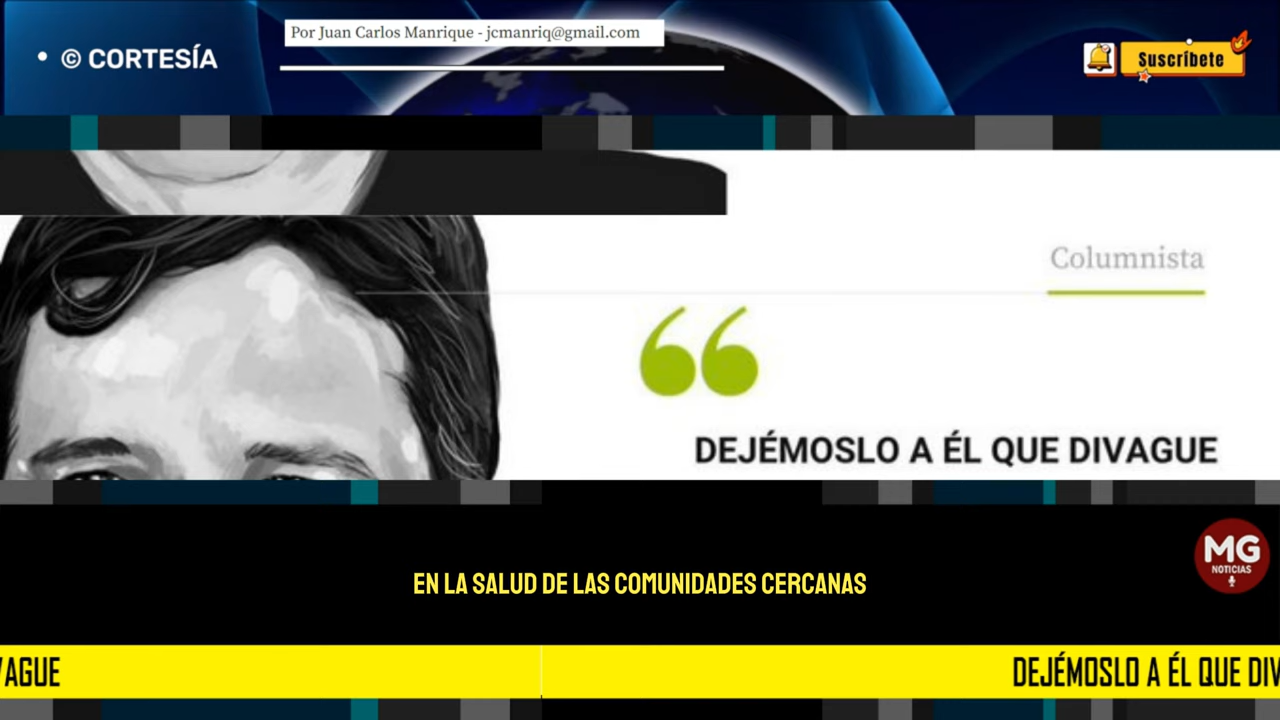 Por Juan Carlos Manrique - jcmanriq@gmail.com
• © CORTESÍA
Suscríbete
Columnista
“
DEJÉMOSLO A ÉL QUE DIVAGUE
MG
NOTICIAS
EN LA SALUD DE LAS COMUNIDADES CERCANAS
VAGUE
DEJÉMOSLO A ÉL QUE DIV